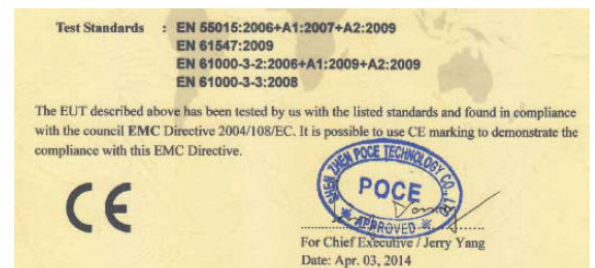 Test Standards : EN 55015:2006+A1:2007+A2:2009
EN 61547:2009
EN 61000-3-2:2006+A1:2009+A2:2009
EN 61000-3-3:2008
The EUT described above has been tested by us with the listed standards and found in compliance
with the council EMC Directive 2004/108/EC. It is possible to use CE marking to demonstrate the
compliance with this EMC Directive.
CE
SHEN ZHEN POCE TECHNOLOGY CO., LTD
POCE
APPROVED
For Chief Executive / Jerry Yang
Date: Apr. 03, 2014